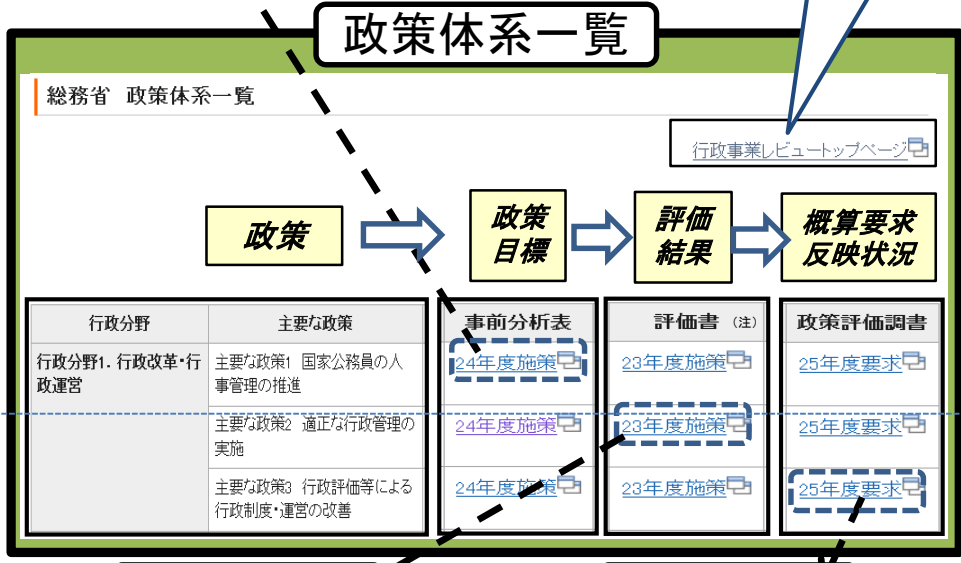 政策体系一覧
総務省 政策体系一覧
行政事業レビュートップページ
政策
政策
目標
評価
結果
概算要求
反映状況
行政分野 主要な政策 事前分析表 評価書 (注) 政策評価調書
行政分野1. 行政改革・行
政運営
主要な政策1 国家公務員の人
事管理の推進
24年度施策 23年度施策 25年度要求
主要な政策2 適正な行政管理の
実施
24年度施策 23年度施策 25年度要求
主要な政策3 行政評価等による
行政制度・運営の改善
24年度施策 23年度施策 25年度要求